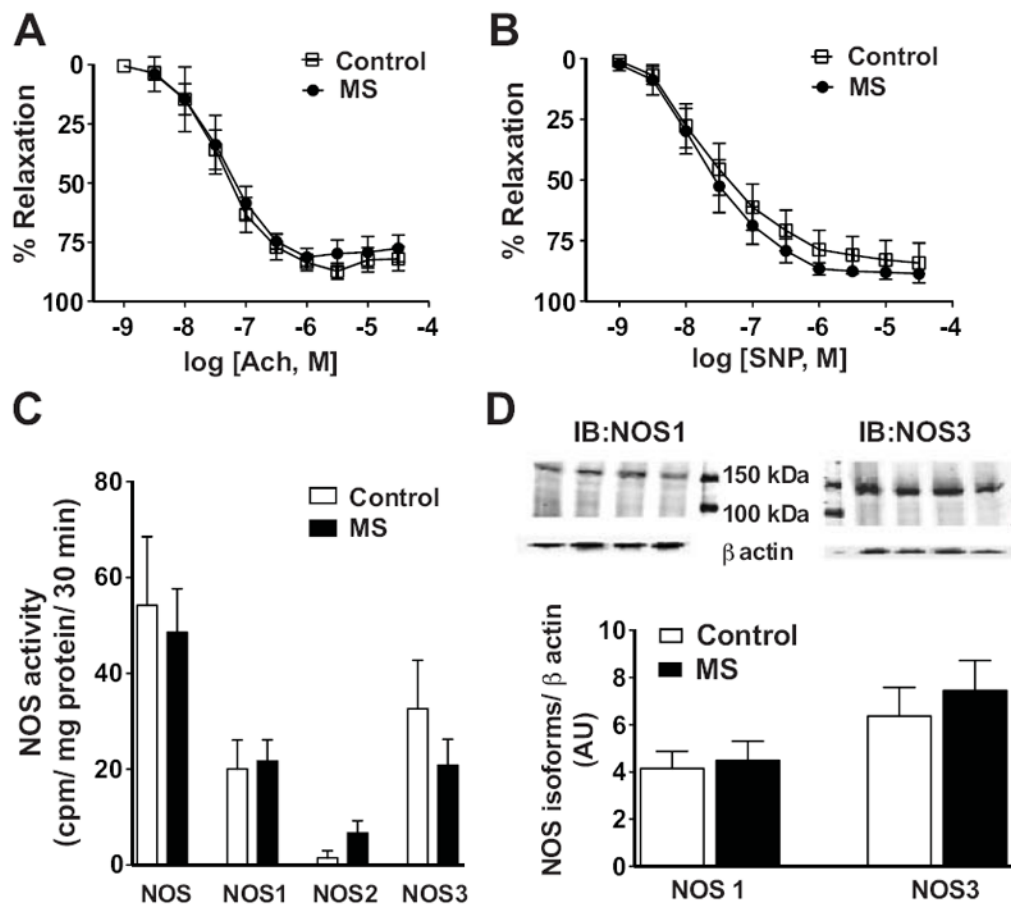 A
Control
MS
0
25
50
75
100
% Relaxation
-9 -8 -7 -6 -5 -4
log [Ach, M]
B
Control
MS
0
25
50
75
100
% Relaxation
-9 -8 -7 -6 -5 -4
log [SNP, M]
C
Control
MS
80
60
40
20
0
NOS activity
(cpm/ mg protein/ 30 min)
NOS NOS1 NOS2 NOS3
D
IB:NOS1
IB:NOS3
150 kDa
100 kDa
β actin
Control
MS
10
8
6
4
2
0
NOS isoforms/ β actin
(AU)
NOS 1 NOS3